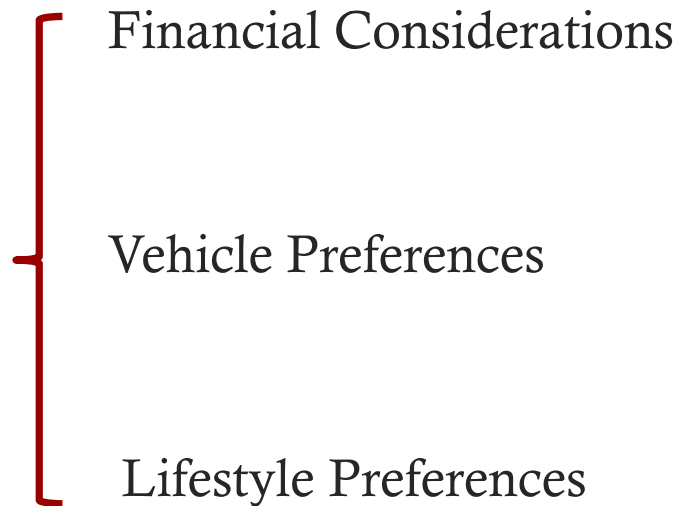 Financial Considerations
Vehicle Preferences
Lifestyle Preferences